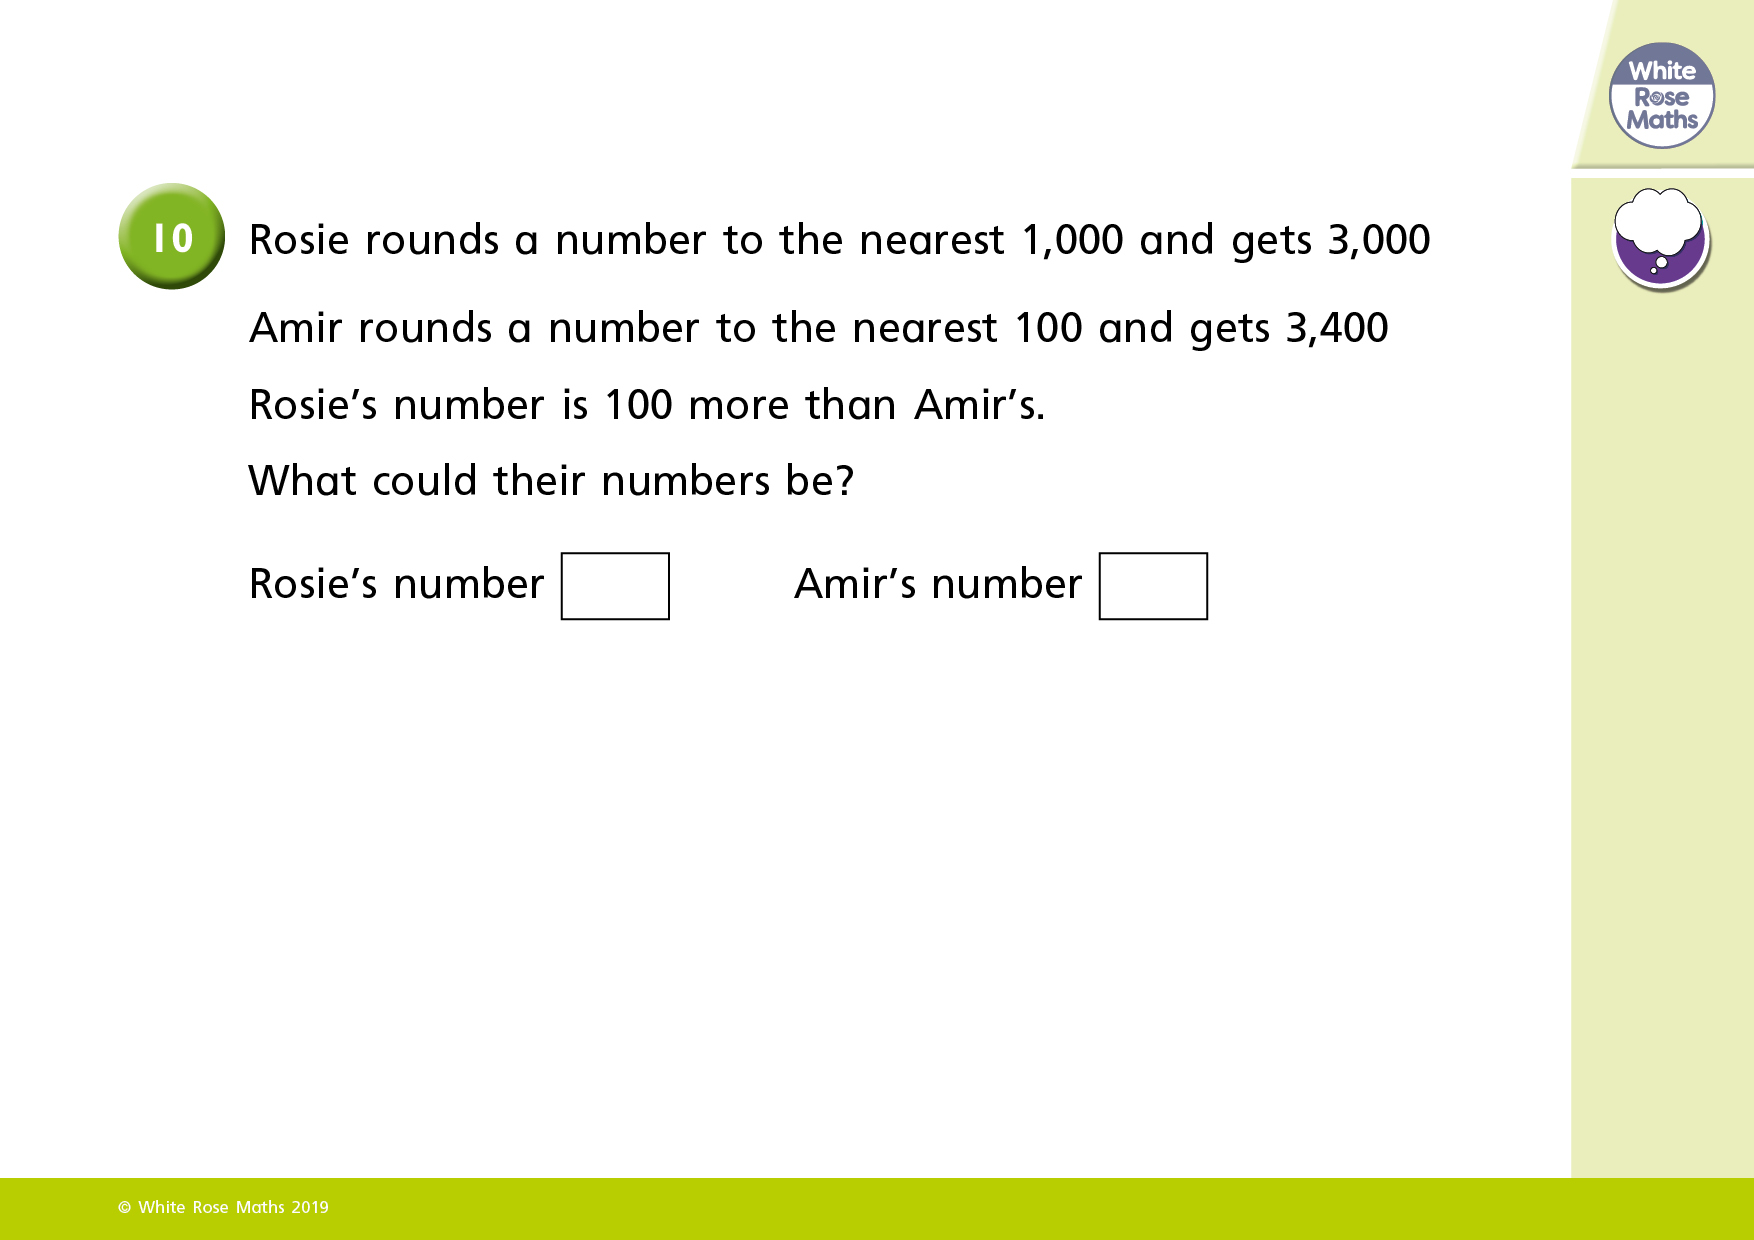 White
Rose
Maths
10 Rosie rounds a number to the nearest 1,000 and gets 3,000
Amir rounds a number to the nearest 100 and gets 3,400
Rosie’s number is 100 more than Amir’s.
What could their numbers be?
Rosie’s number Amir’s number
© White Rose Maths 2019